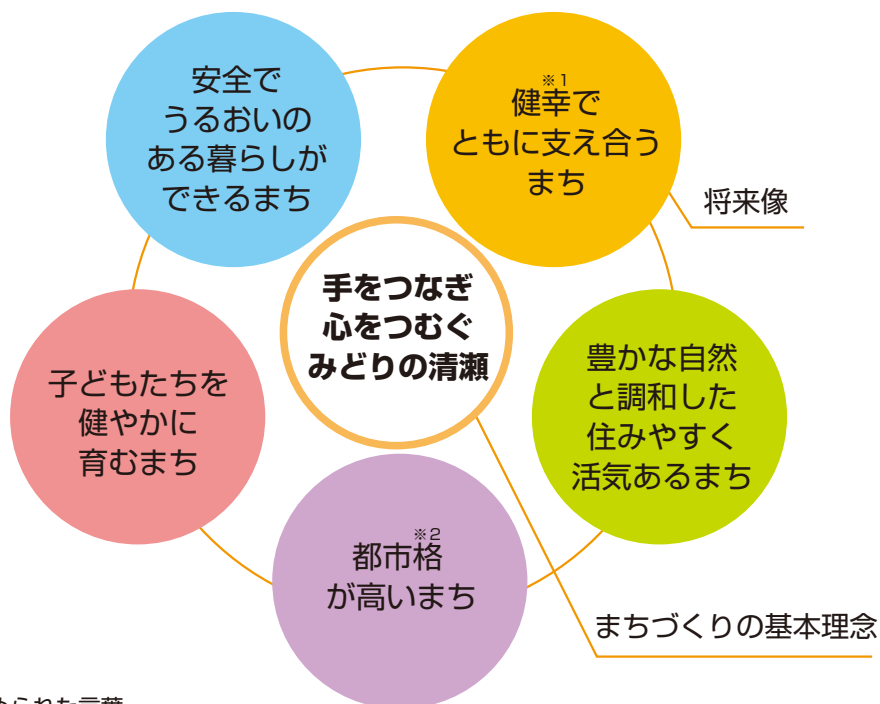 安全で
うるおいの
ある暮らしが
できるまち
※1
健幸で
ともに支え合う
まち
将来像
手をつなぎ
心をつむぐ
みどりの清瀬
子どもたちを
健やかに
育むまち
豊かな自然
と調和した
住みやすく
活気あるまち
※2
都市格
が高いまち
まちづくりの基本理念
られた言葉